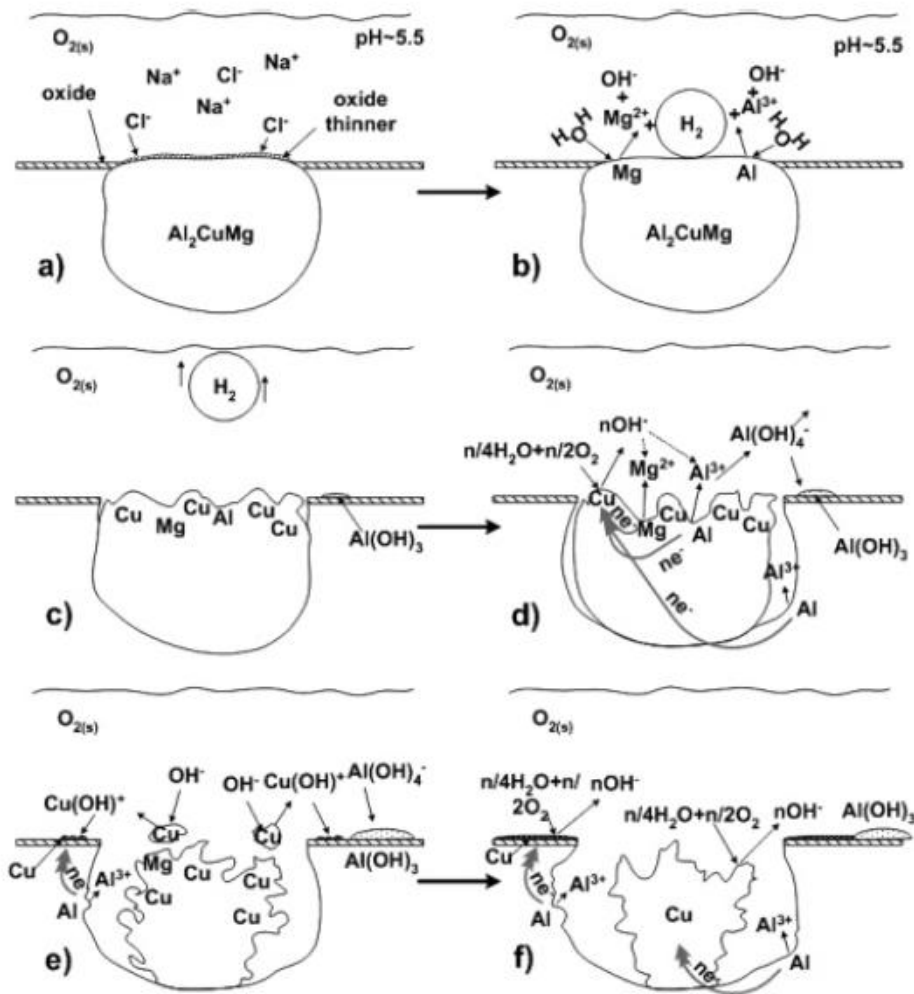 O₂₍ₛ₎ pH~5.5
Na⁺ Cl⁻ Na⁺
Na⁺
oxide
oxide
thinner
Cl⁻ Cl⁻
Al₂CuMg
a)
O₂₍ₛ₎ pH~5.5
OH⁻ OH⁻
+ +
Mg²⁺ + H₂ + Al³⁺
H O H H O H
Mg Al
Al₂CuMg
b)
O₂₍ₛ₎
H₂
Cu Mg Cu Al Cu Cu
Al(OH)₃
c)
O₂₍ₛ₎
nOH⁻
n/4H₂O+n/2O₂
Mg²⁺ Al³⁺ Al(OH)₄⁻
Cu ne⁻ Mg Cu Al Cu Cu
Al(OH)₃
ne⁻
ne⁻
Al³⁺
Al
d)
O₂₍ₛ₎
OH⁻ OH⁻ Cu(OH)⁺ Al(OH)₄⁻
Cu(OH)⁺
Cu Cu
Cu Mg Cu Cu Al(OH)₃
ne⁻ Al³⁺
Al Cu Cu
e)
O₂₍ₛ₎
n/4H₂O+n/
2O₂ nOH⁻
n/4H₂O+n/2O₂ nOH⁻ Al(OH)₃
Cu
ne⁻ Al³⁺
Al
Cu
Al³⁺
ne⁻ Al
f)